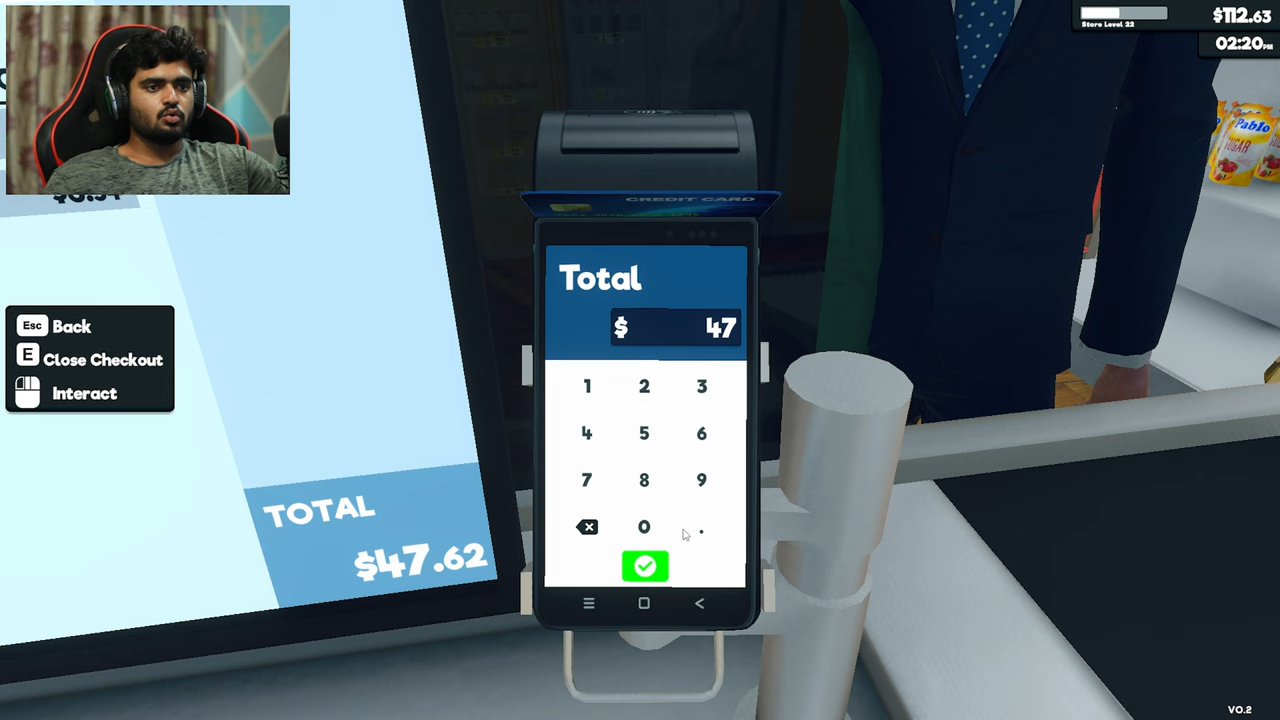 $112.63
Store Level 22
02:20PM
Pablo
SUGAR
CREDIT CARD
Total
$ 47
Esc Back
E Close Checkout
Interact
1 2 3
4 5 6
7 8 9
0 .
TOTAL
$47.62
V0.2